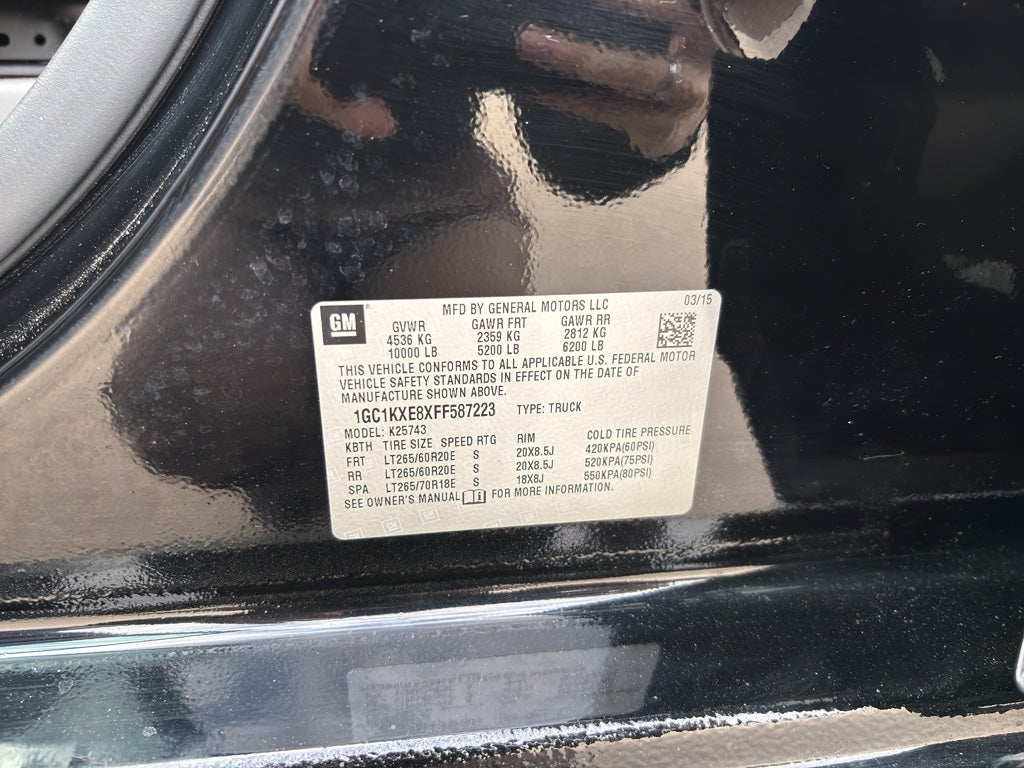 GM
MFD BY GENERAL MOTORS LLC 03/15
GVWR GAWR FRT GAWR RR
4536 KG 2359 KG 2812 KG
10000 LB 5200 LB 6200 LB
THIS VEHICLE CONFORMS TO ALL APPLICABLE U.S. FEDERAL MOTOR
VEHICLE SAFETY STANDARDS IN EFFECT ON THE DATE OF
MANUFACTURE SHOWN ABOVE.
1GC1KXE8XFF587223 TYPE: TRUCK
MODEL: K25743
KBTH TIRE SIZE SPEED RTG RIM COLD TIRE PRESSURE
FRT LT265/60R20E S 20X8.5J 420KPA(60PSI)
RR LT265/60R20E S 20X8.5J 520KPA(75PSI)
SPA LT265/70R18E S 18X8J 550KPA(80PSI)
SEE OWNER'S MANUAL FOR MORE INFORMATION.